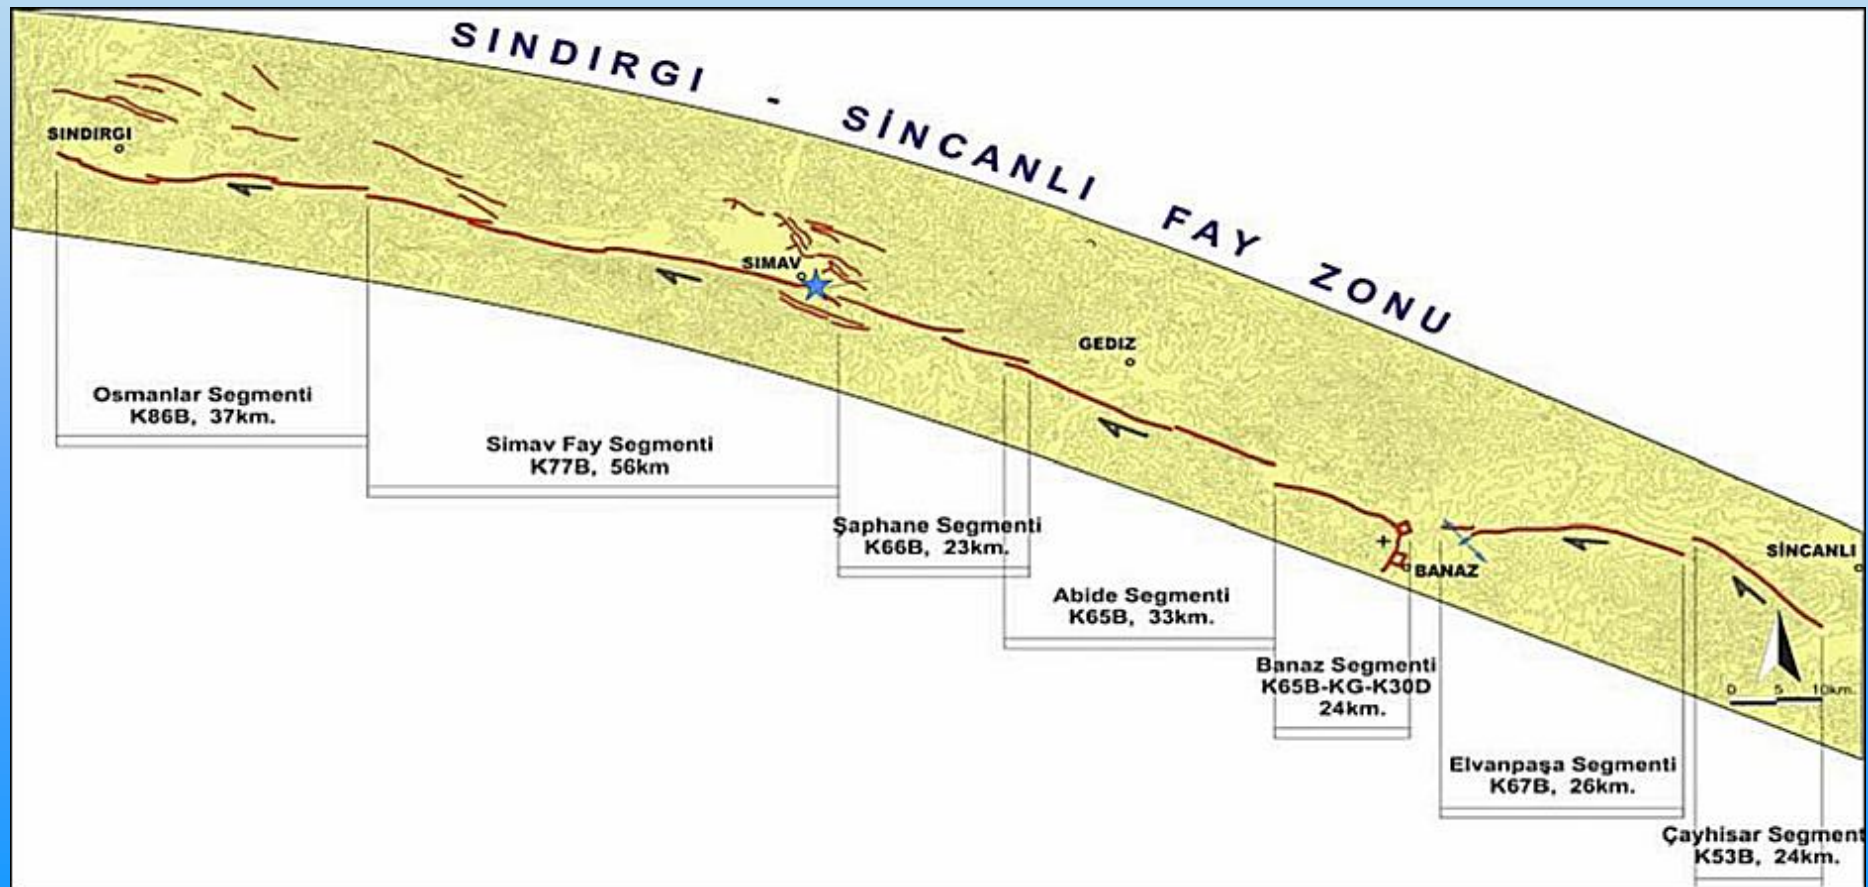 SINDIRGI - SİNCANLI FAY ZONU
SINDIRGI
SIMAV
GEDIZ
BANAZ
SİNCANLI
0 5 10km.
Osmanlar Segmenti
K86B, 37km.
Simav Fay Segmenti
K77B, 56km
Şaphane Segmenti
K66B, 23km.
Abide Segmenti
K65B, 33km.
Banaz Segmenti
K65B-KG-K30D
24km.
Elvanpaşa Segmenti
K67B, 26km.
Çayhisar Segment
K53B, 24km.